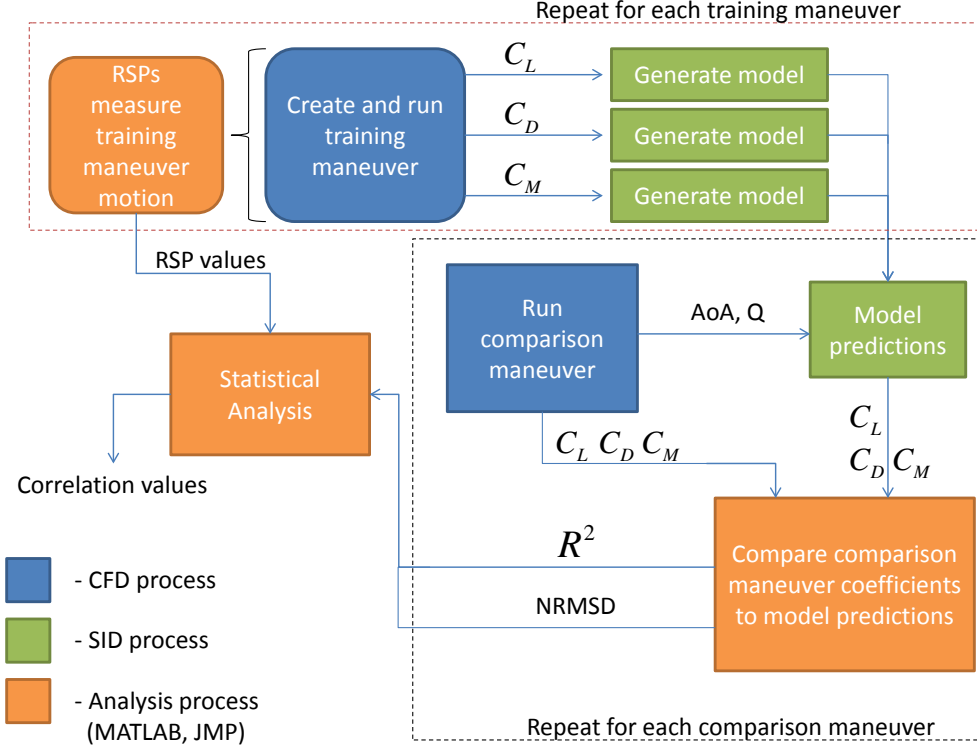 Repeat for each training maneuver
RSPs
measure
training
maneuver
motion
Create and run
training
maneuver
C_L
C_D
C_M
Generate model
Generate model
Generate model
RSP values
Run
comparison
maneuver
AoA, Q
Model
predictions
Statistical
Analysis
C_L C_D C_M
C_L
C_D C_M
Correlation values
R²
NRMSD
Compare comparison
maneuver coefficients
to model predictions
- CFD process
- SID process
- Analysis process
(MATLAB, JMP)
Repeat for each comparison maneuver